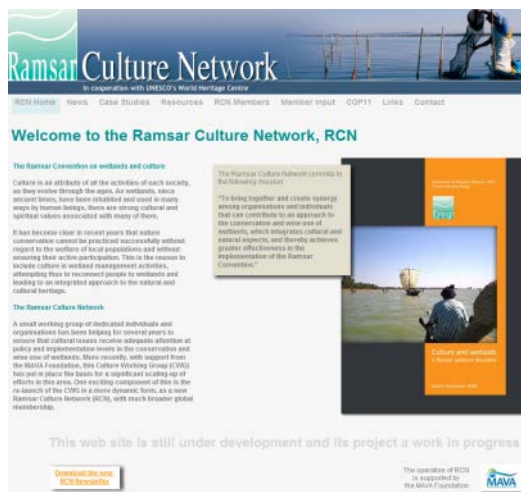 Ramsar Culture Network
In cooperation with UNESCO's World Heritage Centre
RCN Home News Case Studies Resources RCN Members Member Input COP11 Links Contact
Welcome to the Ramsar Culture Network, RCN
The Ramsar Convention on wetlands and culture
Culture is an attribute of all the activities of each society,
as they evolve through the ages. As wetlands, since
ancient times, have been inhabited and used in many
ways by human beings, there are strong cultural and
spiritual values associated with many of them.
It has become clear in recent years that nature
conservation cannot be practiced successfully without
regard to the welfare of local populations and without
ensuring their active participation. This is the reason to
include culture in wetland management activities,
attempting thus to reconnect people to wetlands and
leading to an integrated approach to the natural and
cultural heritage.
The Ramsar Culture Network
A small working group of dedicated individuals and
organisations has been helping for several years to
ensure that cultural issues receive adequate attention at
policy and implementation levels in the conservation and
wise use of wetlands. More recently, with support from
the MAVA Foundation, this Culture Working Group (CWG)
has put in place the basis for a significant scaling-up of
efforts in this area. One exciting component of this is the
re-launch of the CWG in a more dynamic form, as a new
Ramsar Culture Network (RCN), with much broader global
membership.
The Ramsar Culture Network commits to
the following mission:
"To bring together and create synergy
among organisations and individuals
that can contribute to an approach to
the conservation and wise use of
wetlands, which integrates cultural and
natural aspects, and thereby achieves
greater effectiveness in the
implementation of the Ramsar
Convention."
Culture and wetlands
This web site is still under development and its project a work in progress
Download the new
RCN Newsletter
The operation of RCN
is supported by
the MAVA Foundation
MAVA